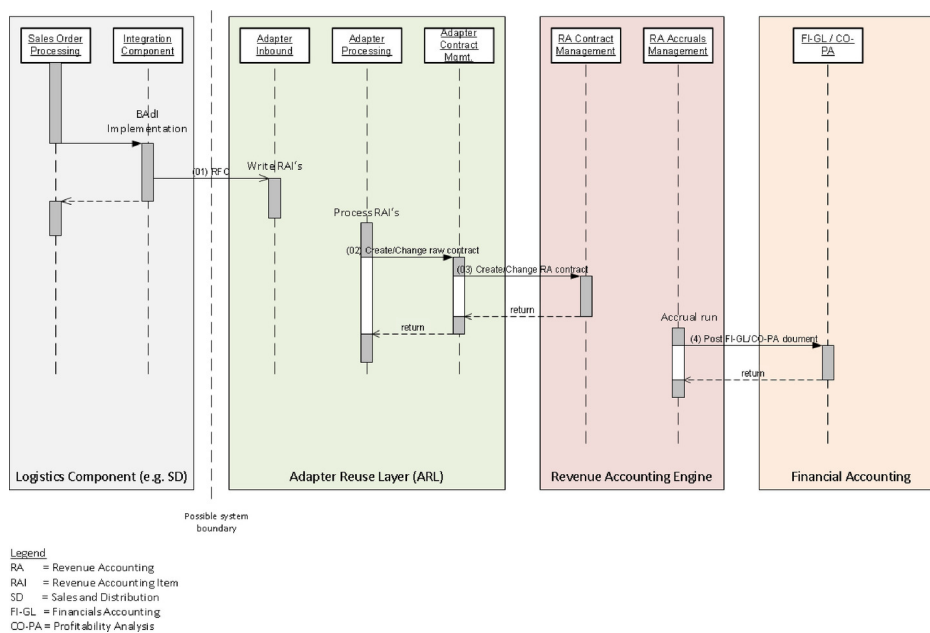 Sales Order
Processing
Integration
Component
Adapter
Inbound
Adapter
Processing
Adapter
Contract
Mgmt.
RA Contract
Management
RA Accruals
Management
FI-GL / CO-
PA
BAdI
Implementation
(01) RFC
Write RAI's
Process RAI's
(02) Create/Change raw contract
(03) Create/Change RA contract
return
return
Accrual run
(4) Post FI-GL/CO-PA doument
return
Logistics Component (e.g. SD)
Adapter Reuse Layer (ARL)
Revenue Accounting Engine
Financial Accounting
Possible system
boundary
Legend
RA = Revenue Accounting
RAI = Revenue Accounting Item
SD = Sales and Distribution
FI-GL = Financials Accounting
CO-PA = Profitability Analysis